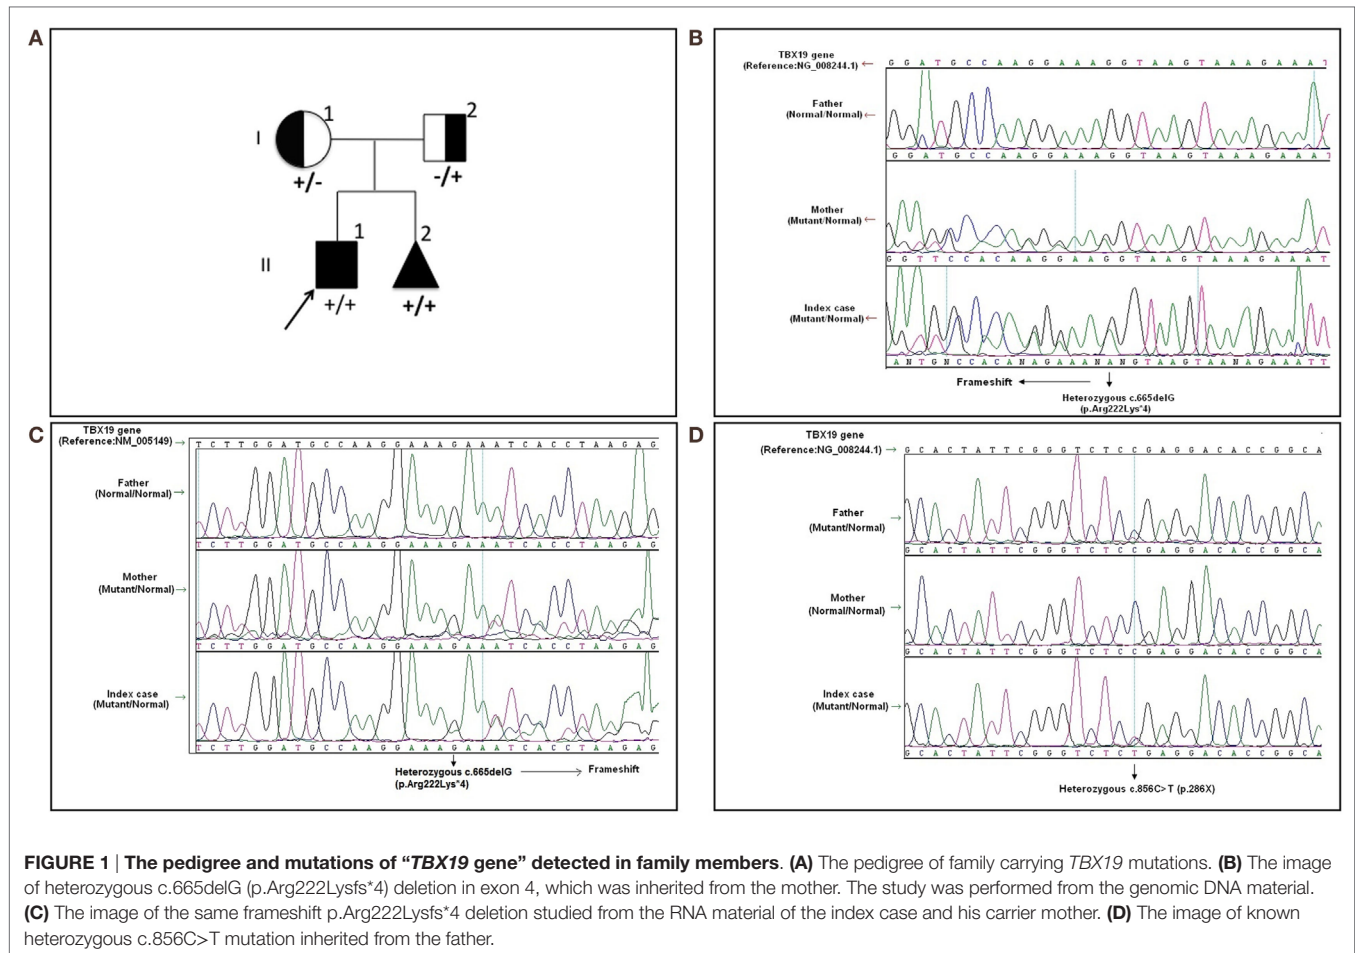 A
I
1
2
+/-
-/+
II
1
2
+/+
+/+
B
TBX19 gene
(Reference:NG_008244.1) ←
G G A T G C C A A G G A A A G G T A A G T A A A G A A A T
Father
(Normal/Normal) ←
G G A T G C C A A G G A A A G G T A A G T A A A G A A A T
Mother
(Mutant/Normal) ←
G G T T C C A C A A G G A A G G T A A G T A A A G A A A T
Index case
(Mutant/Normal) ←
A N T G N C C A C A N A G A A A N A N G T A A G T A A N A G A A A T T
Frameshift ←
Heterozygous c.665delG
(p.Arg222Lys*4)
C
TBX19 gene
(Reference:NM_005149) →
T C T T G G A T G C C A A G G A A A G A A A T C A C C T A A G A G
Father
(Normal/Normal) →
T C T T G G A T G C C A A G G A A A G A A A T C A C C T A A G A G
Mother
(Mutant/Normal) →
T C T T G G A T G C C A A G G A A A G A A A T C A C C T A A G A G
Index case
(Mutant/Normal) →
T C T T G G A T G C C A A G G A A A G A A A T C A C C T A A G A G
Heterozygous c.665delG → Frameshift
(p.Arg222Lys*4)
D
TBX19 gene
(Reference:NG_008244.1) →
G C A C T A T T C G G G T C T C C G A G G A C A C C G G C A
Father
(Mutant/Normal) →
G C A C T A T T C G G G T C T C C G A G G A C A C C G G C A
Mother
(Normal/Normal) →
G C A C T A T T C G G G T C T C C G A G G A C A C C G G C A
Index case
(Mutant/Normal) →
G C A C T A T T C G G G T C T C T G A G G A C A C C G G C A
Heterozygous c.856C>T (p.286X)
FIGURE 1 | The pedigree and mutations of “TBX19 gene” detected in family members. (A) The pedigree of family carrying TBX19 mutations. (B) The image
of heterozygous c.665delG (p.Arg222Lysfs*4) deletion in exon 4, which was inherited from the mother. The study was performed from the genomic DNA material.
(C) The image of the same frameshift p.Arg222Lysfs*4 deletion studied from the RNA material of the index case and his carrier mother. (D) The image of known
heterozygous c.856C>T mutation inherited from the father.